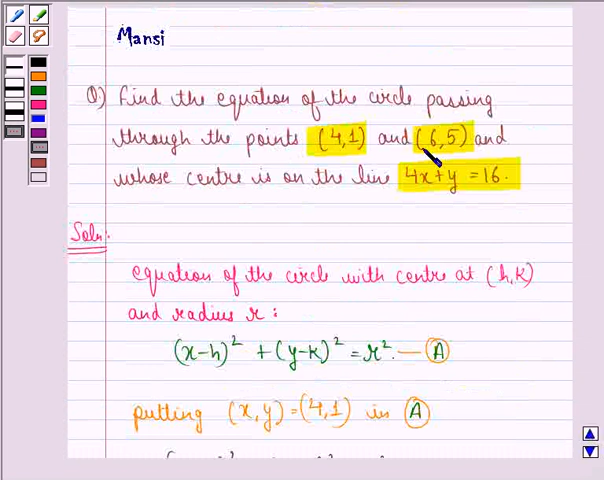 Mansi
Q) Find the equation of the circle passing
through the points (4,1) and (6,5) and
whose centre is on the line 4x+y =16.
Soln:
equation of the circle with centre at (h,k)
and radius r :
(x-h)² + (y-k)² = r². — A
putting (x,y)=(4,1) in A